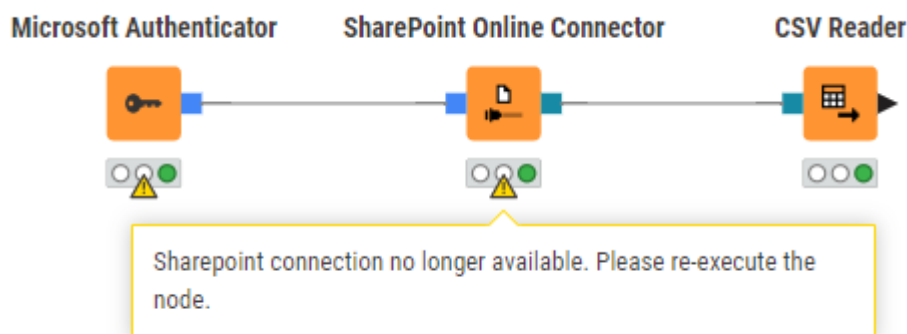 Microsoft Authenticator SharePoint Online Connector CSV Reader
Sharepoint connection no longer available. Please re-execute the
node.